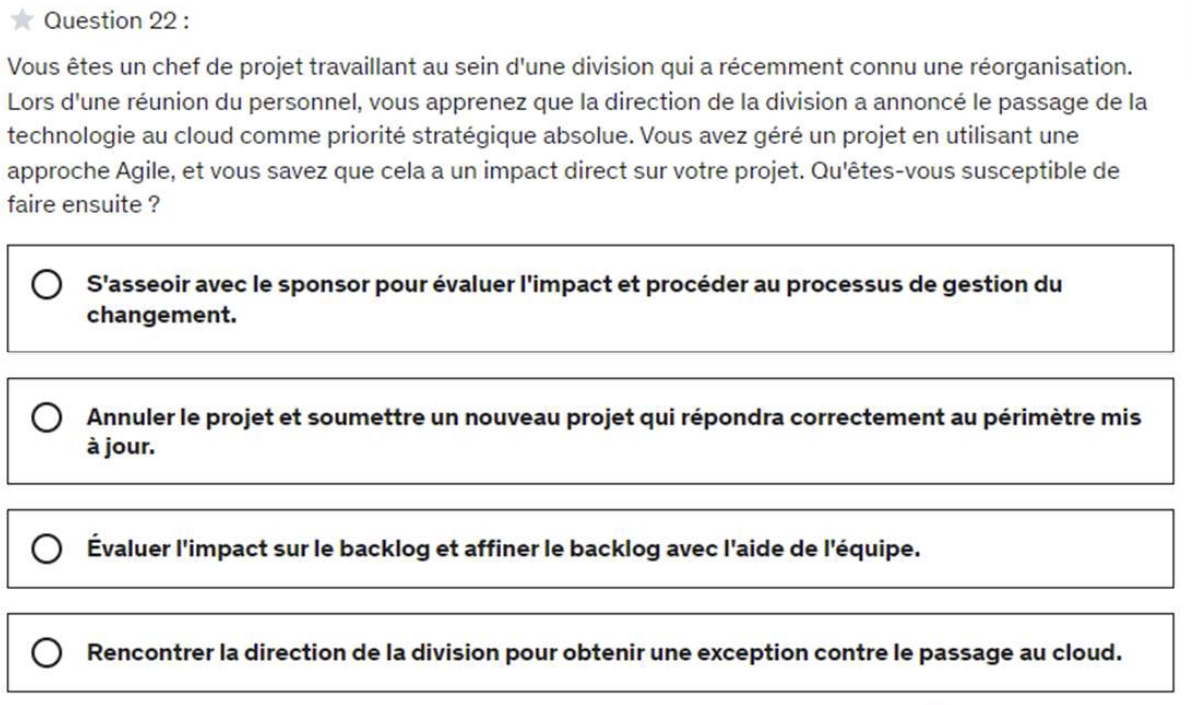 Question 22 :
Vous êtes un chef de projet travaillant au sein d'une division qui a récemment connu une réorganisation.
Lors d'une réunion du personnel, vous apprenez que la direction de la division a annoncé le passage de la
technologie au cloud comme priorité stratégique absolue. Vous avez géré un projet en utilisant une
approche Agile, et vous savez que cela a un impact direct sur votre projet. Qu'êtes-vous susceptible de
faire ensuite ?
S'asseoir avec le sponsor pour évaluer l'impact et procéder au processus de gestion du
changement.
Annuler le projet et soumettre un nouveau projet qui répondra correctement au périmètre mis
à jour.
Évaluer l'impact sur le backlog et affiner le backlog avec l'aide de l'équipe.
Rencontrer la direction de la division pour obtenir une exception contre le passage au cloud.